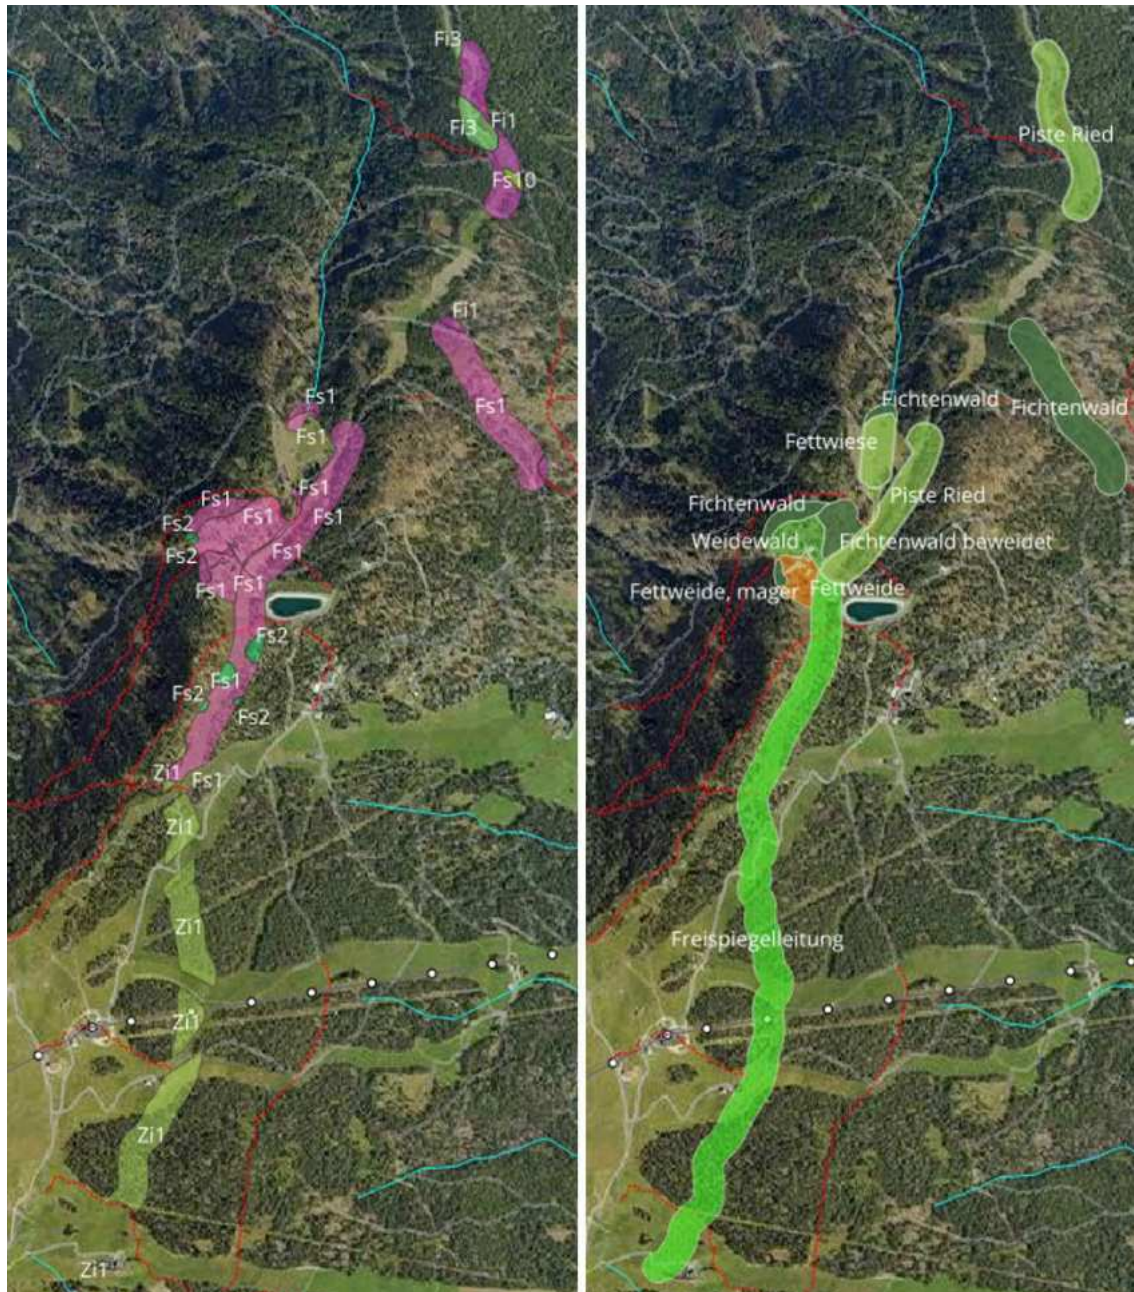 Fi3
Fi1
Fi3
Fs10
Fi1
Fs1
Fs1
Fs1
Fs1
Fs1
Fs1
Fs1
Fs2
Fs1
Fs2
Fs1
Fs1
Fs2
Fs1
Fs2
Fs2
Zi1
Fs1
Zi1
Zi1
Zi1
Zi1
Zi1
Piste Ried
Fichtenwald
Fichtenwald
Fettwiese
Piste Ried
Fichtenwald
Weidewald
Fichtenwald beweidet
Fettweide, mager
Fettweide
Freispiegelleitung